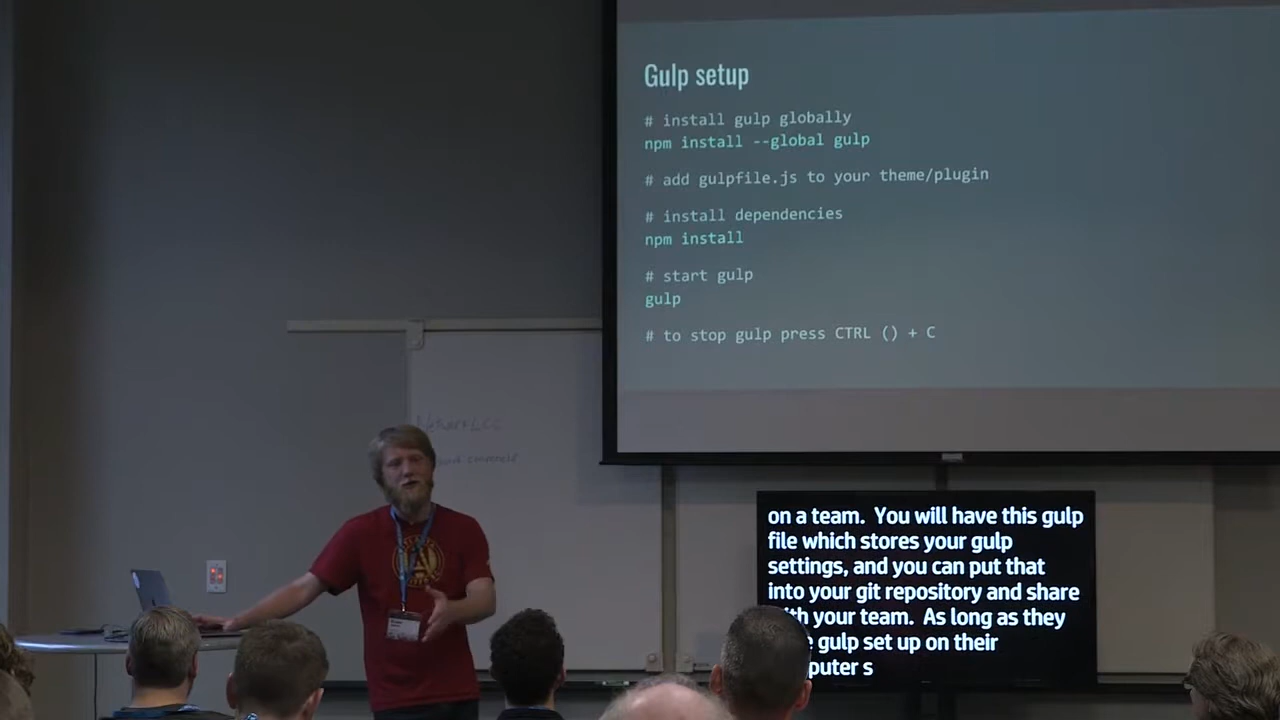 Gulp setup
# install gulp globally
npm install --global gulp
# add gulpfile.js to your theme/plugin
# install dependencies
npm install
# start gulp
gulp
# to stop gulp press CTRL () + C
on a team. You will have this gulp
file which stores your gulp
settings, and you can put that
into your git repository and share
your team. As long as they
gulp set up on their
s